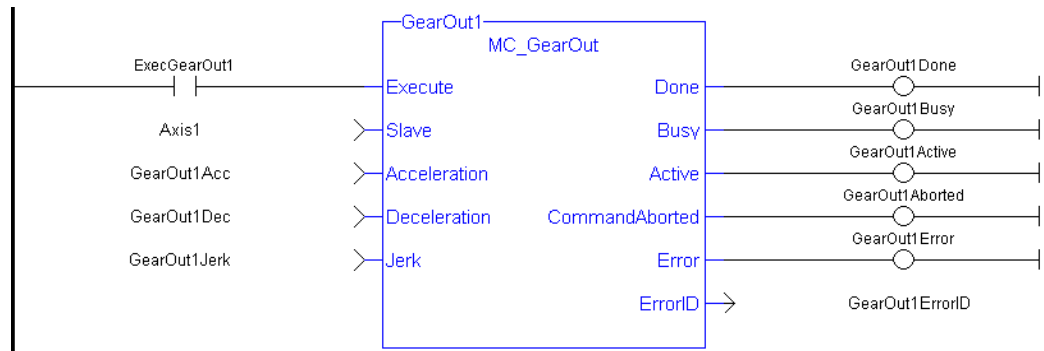 GearOut1
MC_GearOut
ExecGearOut1
Execute
Done
GearOut1Done
Axis1
Slave
Busy
GearOut1Busy
GearOut1Acc
Acceleration
Active
GearOut1Active
GearOut1Dec
Deceleration
CommandAborted
GearOut1Aborted
GearOut1Jerk
Jerk
Error
GearOut1Error
ErrorID
GearOut1ErrorID